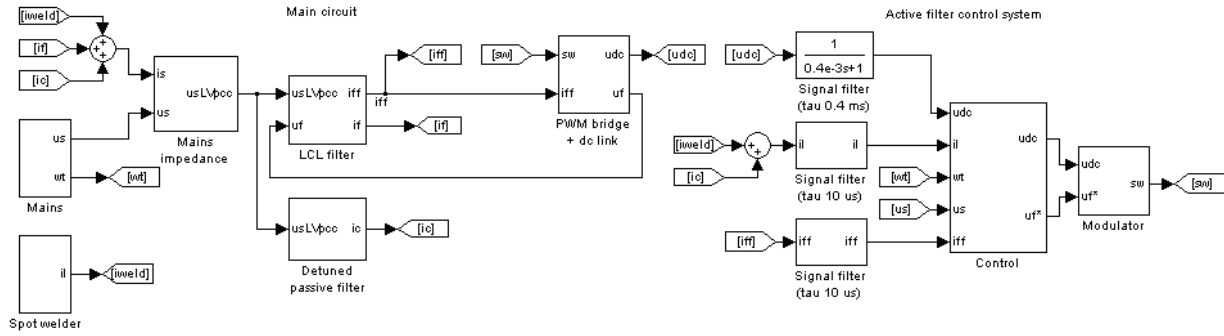 Main circuit
Active filter control system
[iweld]
[if]
[ic]
is
us
usLVpcc
Mains
impedance
us
wt
Mains
[wt]
il
Spot welder
[iweld]
usLVpcc
iff
uf
if
LCL filter
iff
[iff]
[if]
usLVpcc
ic
Detuned
passive filter
[ic]
[sw]
sw
udc
iff
uf
PWM bridge
+ dc link
[udc]
[udc]
1
0.4e-3s+1
Signal filter
(tau 0.4 ms)
[iweld]
[ic]
il
il
Signal filter
(tau 10 us)
[wt]
[us]
[iff]
iff
iff
Signal filter
(tau 10 us)
udc
il
wt
us
iff
udc
uf*
Control
udc
uf*
sw
Modulator
[sw]